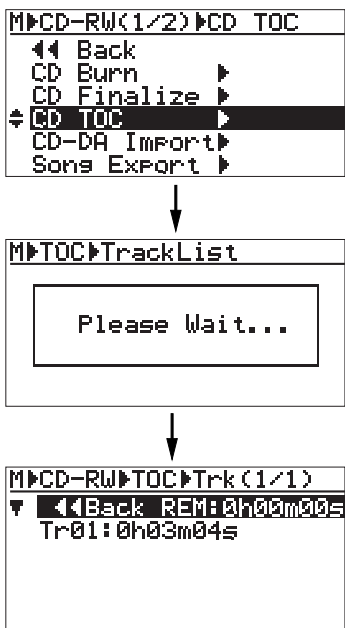 M▶CD-RW(1/2)▶CD TOC
◀◀ Back
CD Burn ▶
CD Finalize ▶
CD TOC ▶
CD-DA Import▶
Song Export ▶
M▶TOC▶TrackList
Please Wait...
M▶CD-RW▶TOC▶Trk(1/1)
◀◀Back REM:0h00m00s
Tr01:0h03m04s